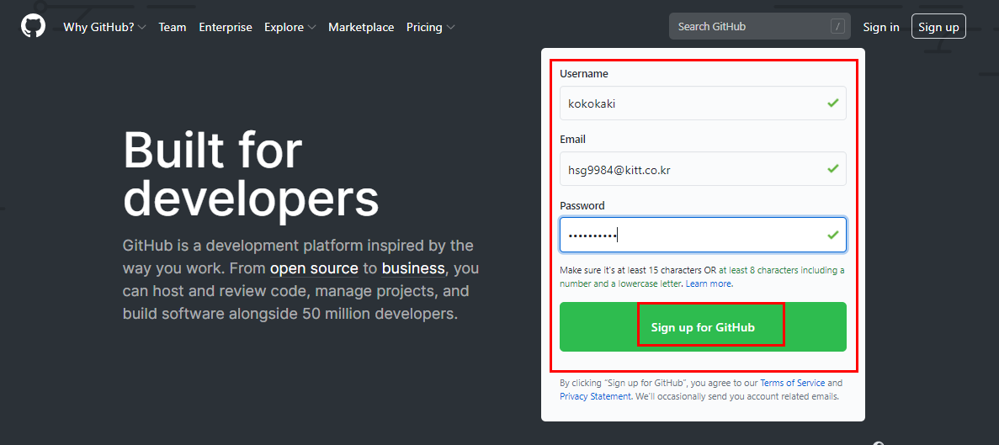 Why GitHub? Team Enterprise Explore Marketplace Pricing Search GitHub / Sign in Sign up
Built for
developers
GitHub is a development platform inspired by the
way you work. From open source to business, you
can host and review code, manage projects, and
build software alongside 50 million developers.
Username
kokokaki
Email
hsg9984@kitt.co.kr
Password
••••••••••
Make sure it's at least 15 characters OR at least 8 characters including a
number and a lowercase letter. Learn more.
Sign up for GitHub
By clicking “Sign up for GitHub”, you agree to our Terms of Service and
Privacy Statement. We’ll occasionally send you account related emails.